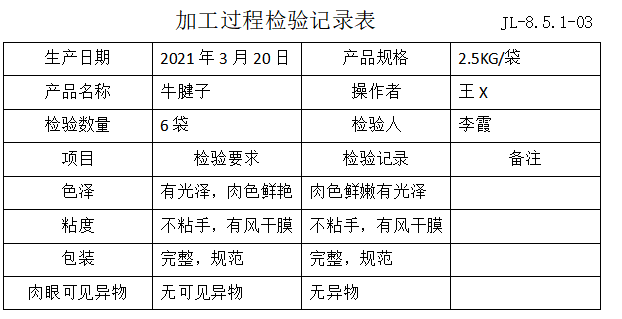 加工过程检验记录表 JL-8.5.1-03
生产日期 2021 年 3 月 20 日 产品规格 2.5KG/袋
产品名称 牛腱子 操作者 王 X
检验数量 6 袋 检验人 李霞
项目 检验要求 检验记录 备注
色泽 有光泽，肉色鲜艳 肉色鲜嫩有光泽
粘度 不粘手，有风干膜 不粘手，有风干膜
包装 完整，规范 完整，规范
肉眼可见异物 无可见异物 无异物